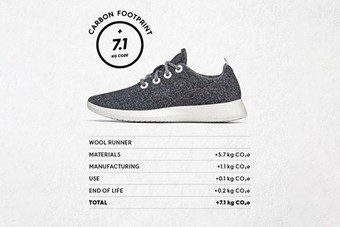 CARBON FOOTPRINT
+
7.1
KG CO2E
WOOL RUNNER
MATERIALS +5.7 kg CO₂e
MANUFACTURING +1.1 kg CO₂e
USE +0.1 kg CO₂e
END OF LIFE +0.2 kg CO₂e
TOTAL +7.1 kg CO₂e